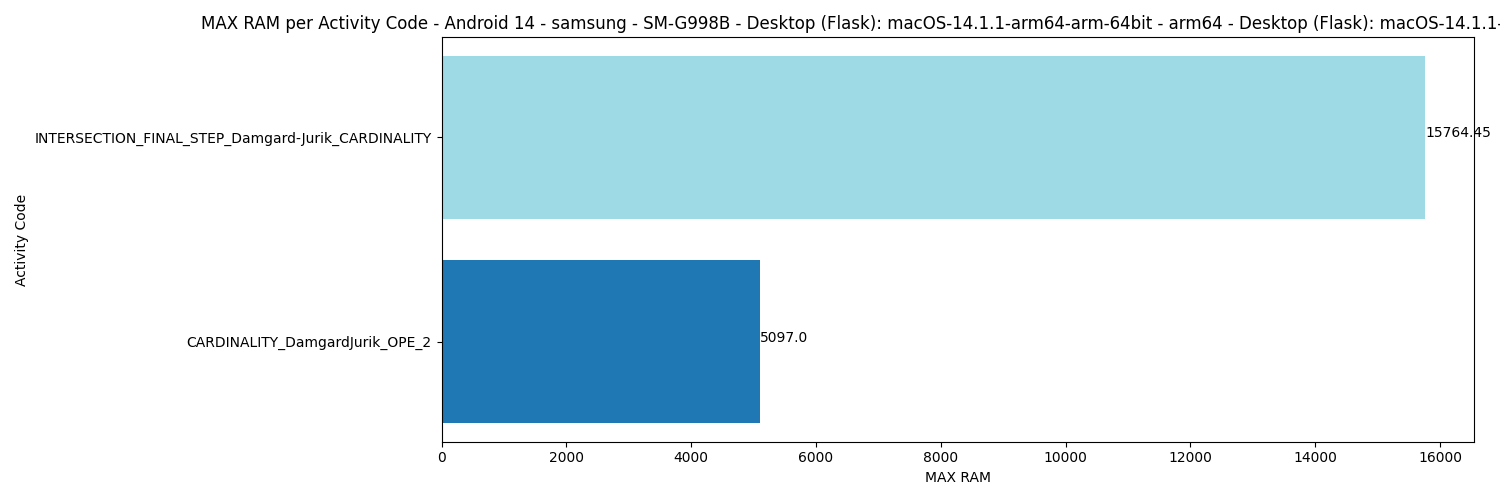 MAX RAM per Activity Code - Android 14 - samsung - SM-G998B - Desktop (Flask): macOS-14.1.1-arm64-arm-64bit - arm64 - Desktop (Flask): macOS-14.1.1-
INTERSECTION_FINAL_STEP_Damgard-Jurik_CARDINALITY
15764.45
Activity Code
CARDINALITY_DamgardJurik_OPE_2
5097.0
0 2000 4000 6000 8000 10000 12000 14000 16000
MAX RAM